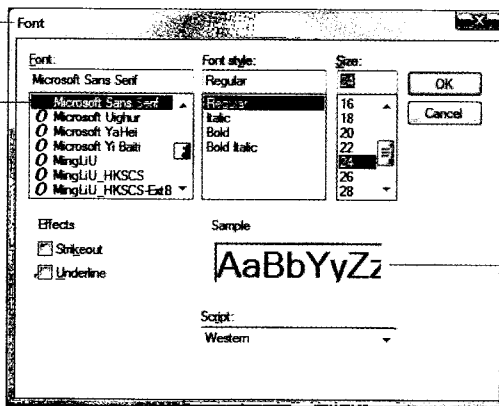 Font
Font:
Microsoft Sans Serif
Microsoft Sans Serif
Microsoft Uighur
Microsoft YaHei
Microsoft Yi Baiti
MingLiU
MingLiU_HKSCS
MingLiU_HKSCS-ExtB
Font style:
Regular
Regular
Italic
Bold
Bold Italic
Size:
24
16
18
20
22
24
26
28
OK
Cancel
Effects
Strikeout
Underline
Sample
AaBbYyZz
Script:
Western